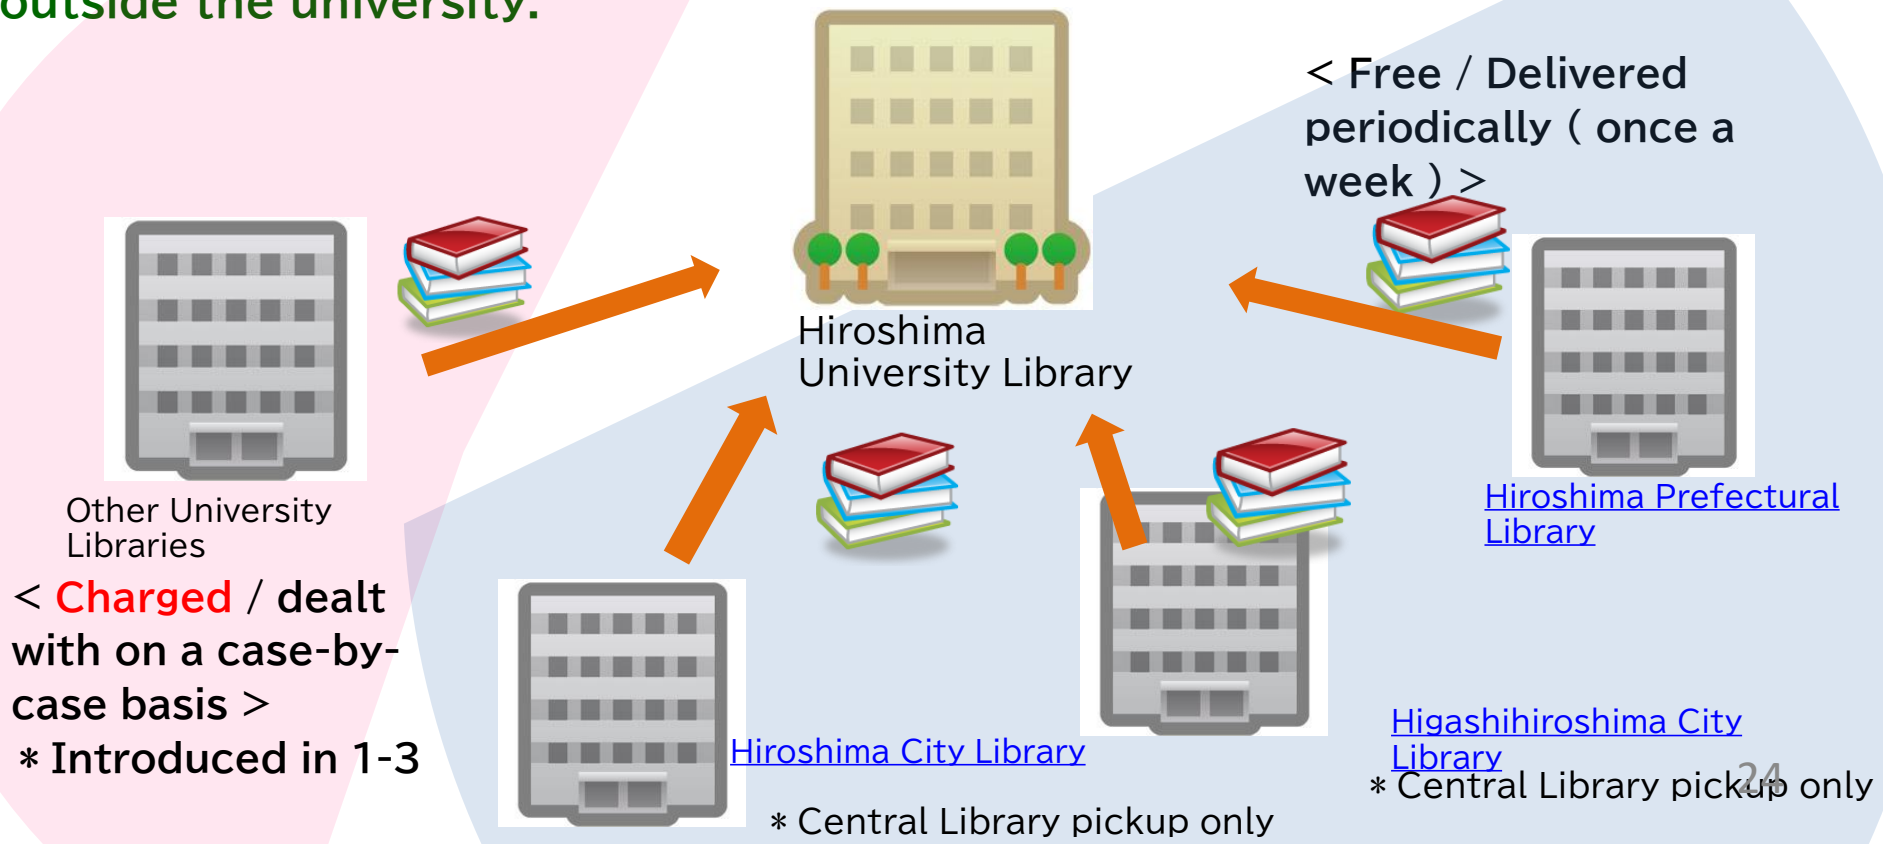 outside the university.
< Free / Delivered
periodically ( once a
week ) >
Hiroshima
University Library
Other University
Libraries
< Charged / dealt
with on a case-by-
case basis >
* Introduced in 1-3
Hiroshima Prefectural
Library
Hiroshima City Library
* Central Library pickup only
Higashihiroshima City
Library
* Central Library pickup only
24